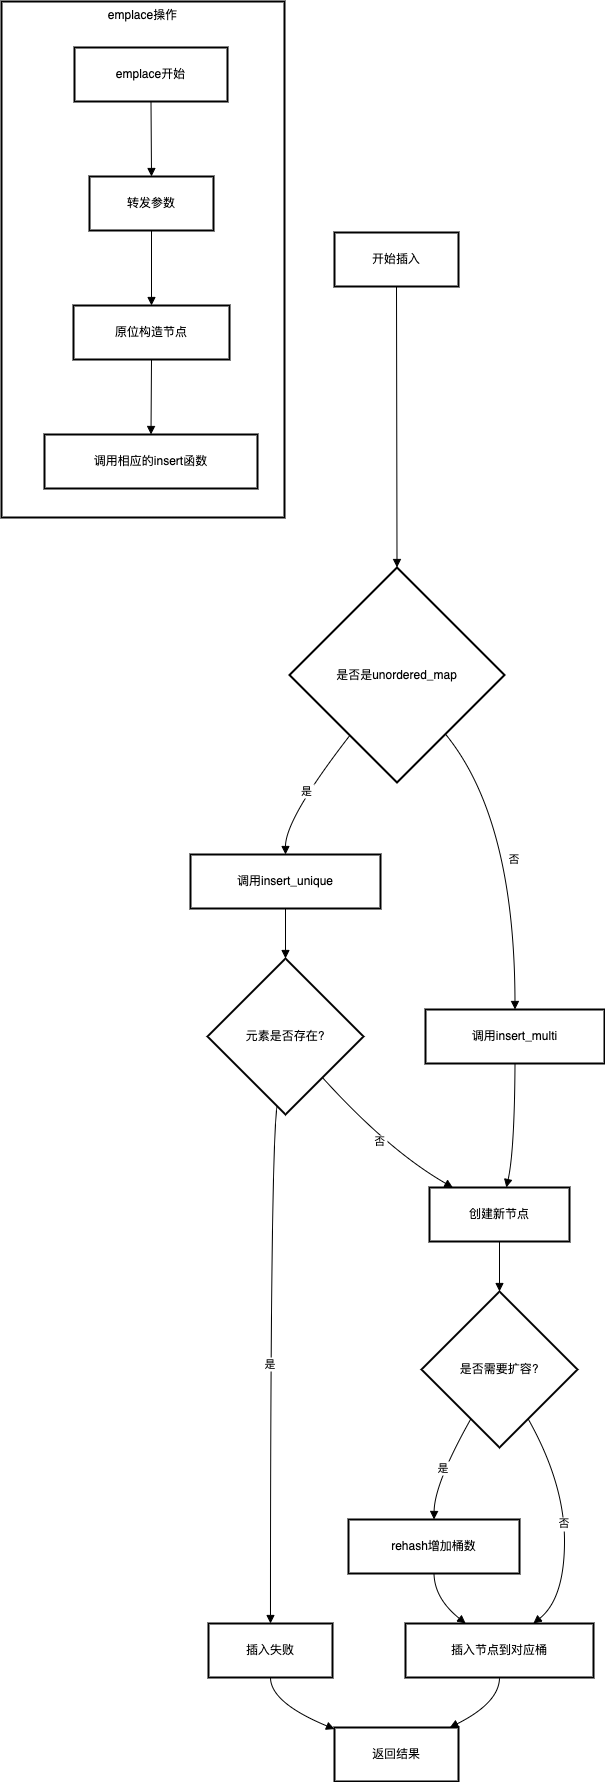 emplace操作
emplace开始
转发参数
原位构造节点
调用相应的insert函数
开始插入
是否是unordered_map
是
否
调用insert_unique
元素是否存在?
调用insert_multi
否
创建新节点
是
是否需要扩容?
是
否
rehash增加桶数
插入失败
插入节点到对应桶
返回结果